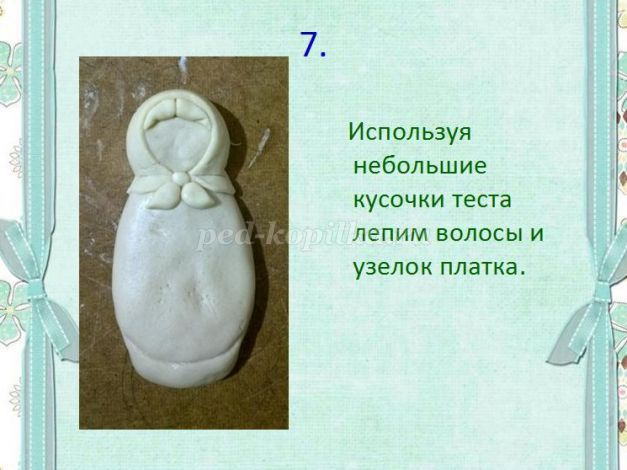 7.
Используя
небольшие
кусочки теста
лепим волосы и
узелок платка.